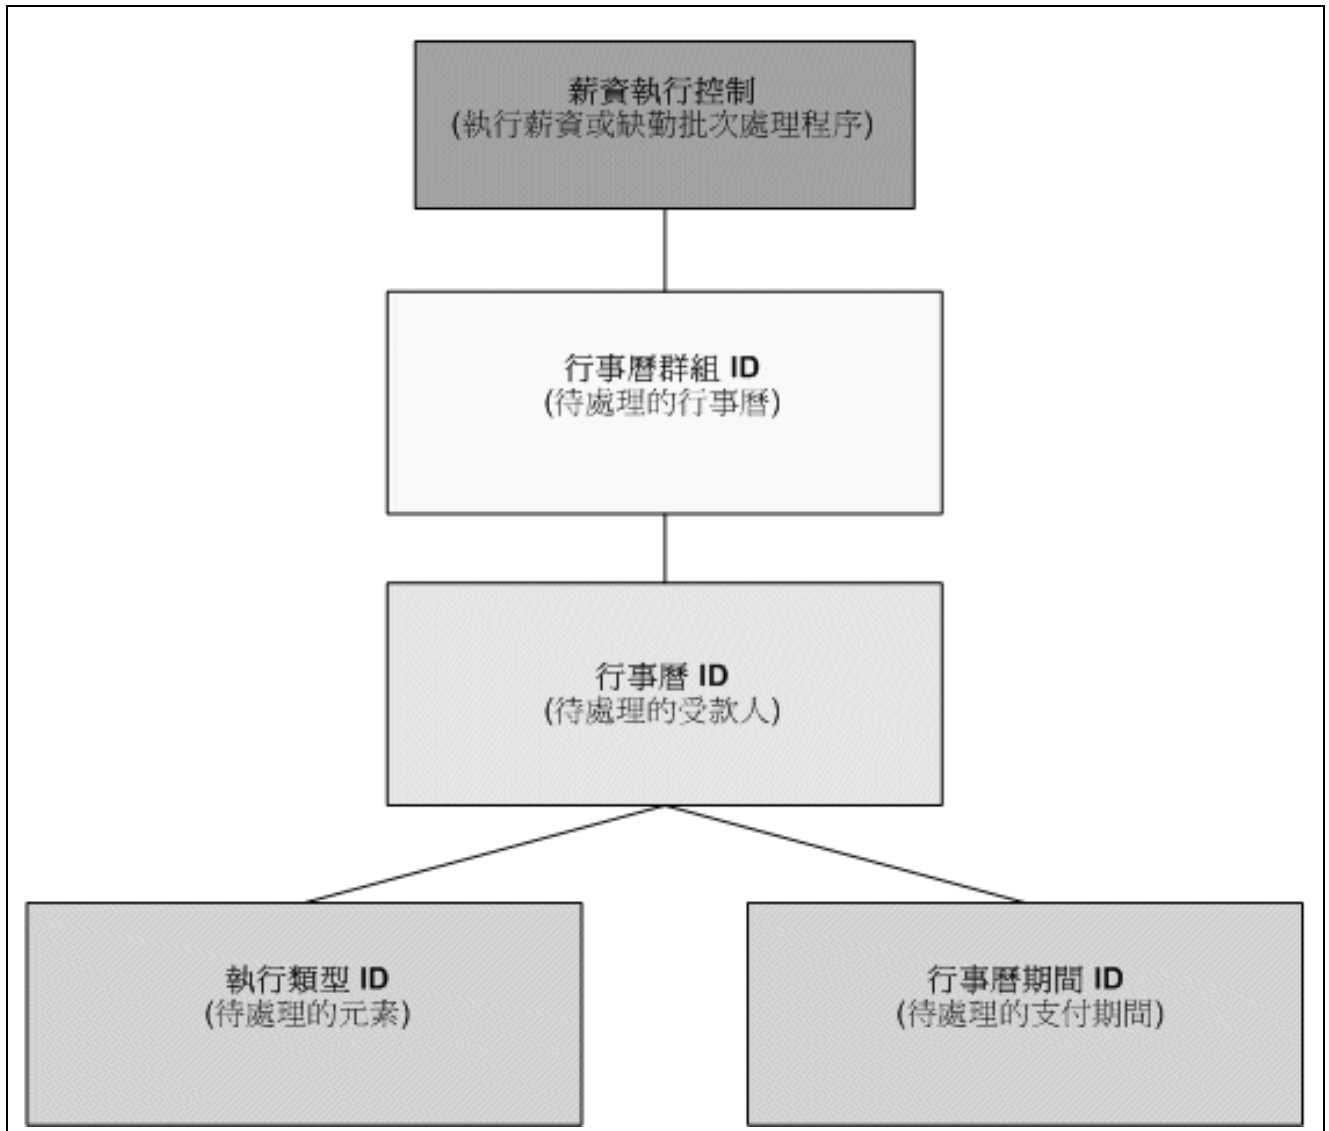 薪資執行控制
(執行薪資或缺勤批次處理程序)
行事曆群組 ID
(待處理的行事曆)
行事曆 ID
(待處理的受款人)
執行類型 ID
(待處理的元素)
行事曆期間 ID
(待處理的支付期間)